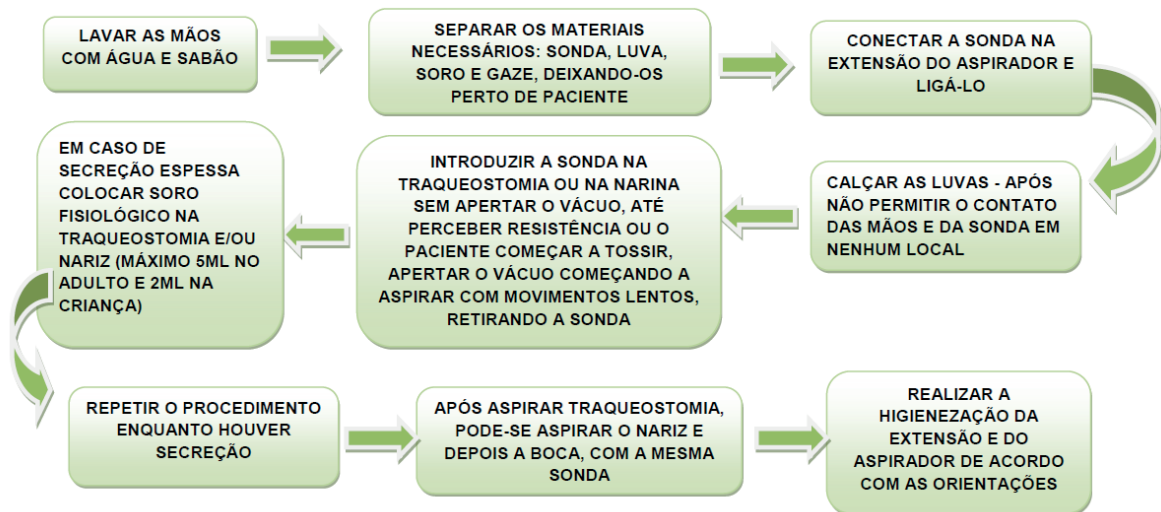 LAVAR AS MÃOS
COM ÁGUA E SABÃO
SEPARAR OS MATERIAIS
NECESSÁRIOS: SONDA, LUVA,
SORO E GAZE, DEIXANDO-OS
PERTO DE PACIENTE
CONECTAR A SONDA NA
EXTENSÃO DO ASPIRADOR E
LIGÁ-LO
CALÇAR AS LUVAS - APÓS
NÃO PERMITIR O CONTATO
DAS MÃOS E DA SONDA EM
NENHUM LOCAL
INTRODUZIR A SONDA NA
TRAQUEOSTOMIA OU NA NARINA
SEM APERTAR O VÁCUO, ATÉ
PERCEBER RESISTÊNCIA OU O
PACIENTE COMEÇAR A TOSSIR,
APERTAR O VÁCUO COMEÇANDO A
ASPIRAR COM MOVIMENTOS LENTOS,
RETIRANDO A SONDA
EM CASO DE
SECREÇÃO ESPESSA
COLOCAR SORO
FISIOLÓGICO NA
TRAQUEOSTOMIA E/OU
NARIZ (MÁXIMO 5ML NO
ADULTO E 2ML NA
CRIANÇA)
REPETIR O PROCEDIMENTO
ENQUANTO HOUVER
SECREÇÃO
APÓS ASPIRAR TRAQUEOSTOMIA,
PODE-SE ASPIRAR O NARIZ E
DEPOIS A BOCA, COM A MESMA
SONDA
REALIZAR A
HIGIENEZAÇÃO DA
EXTENSÃO E DO
ASPIRADOR DE ACORDO
COM AS ORIENTAÇÕES